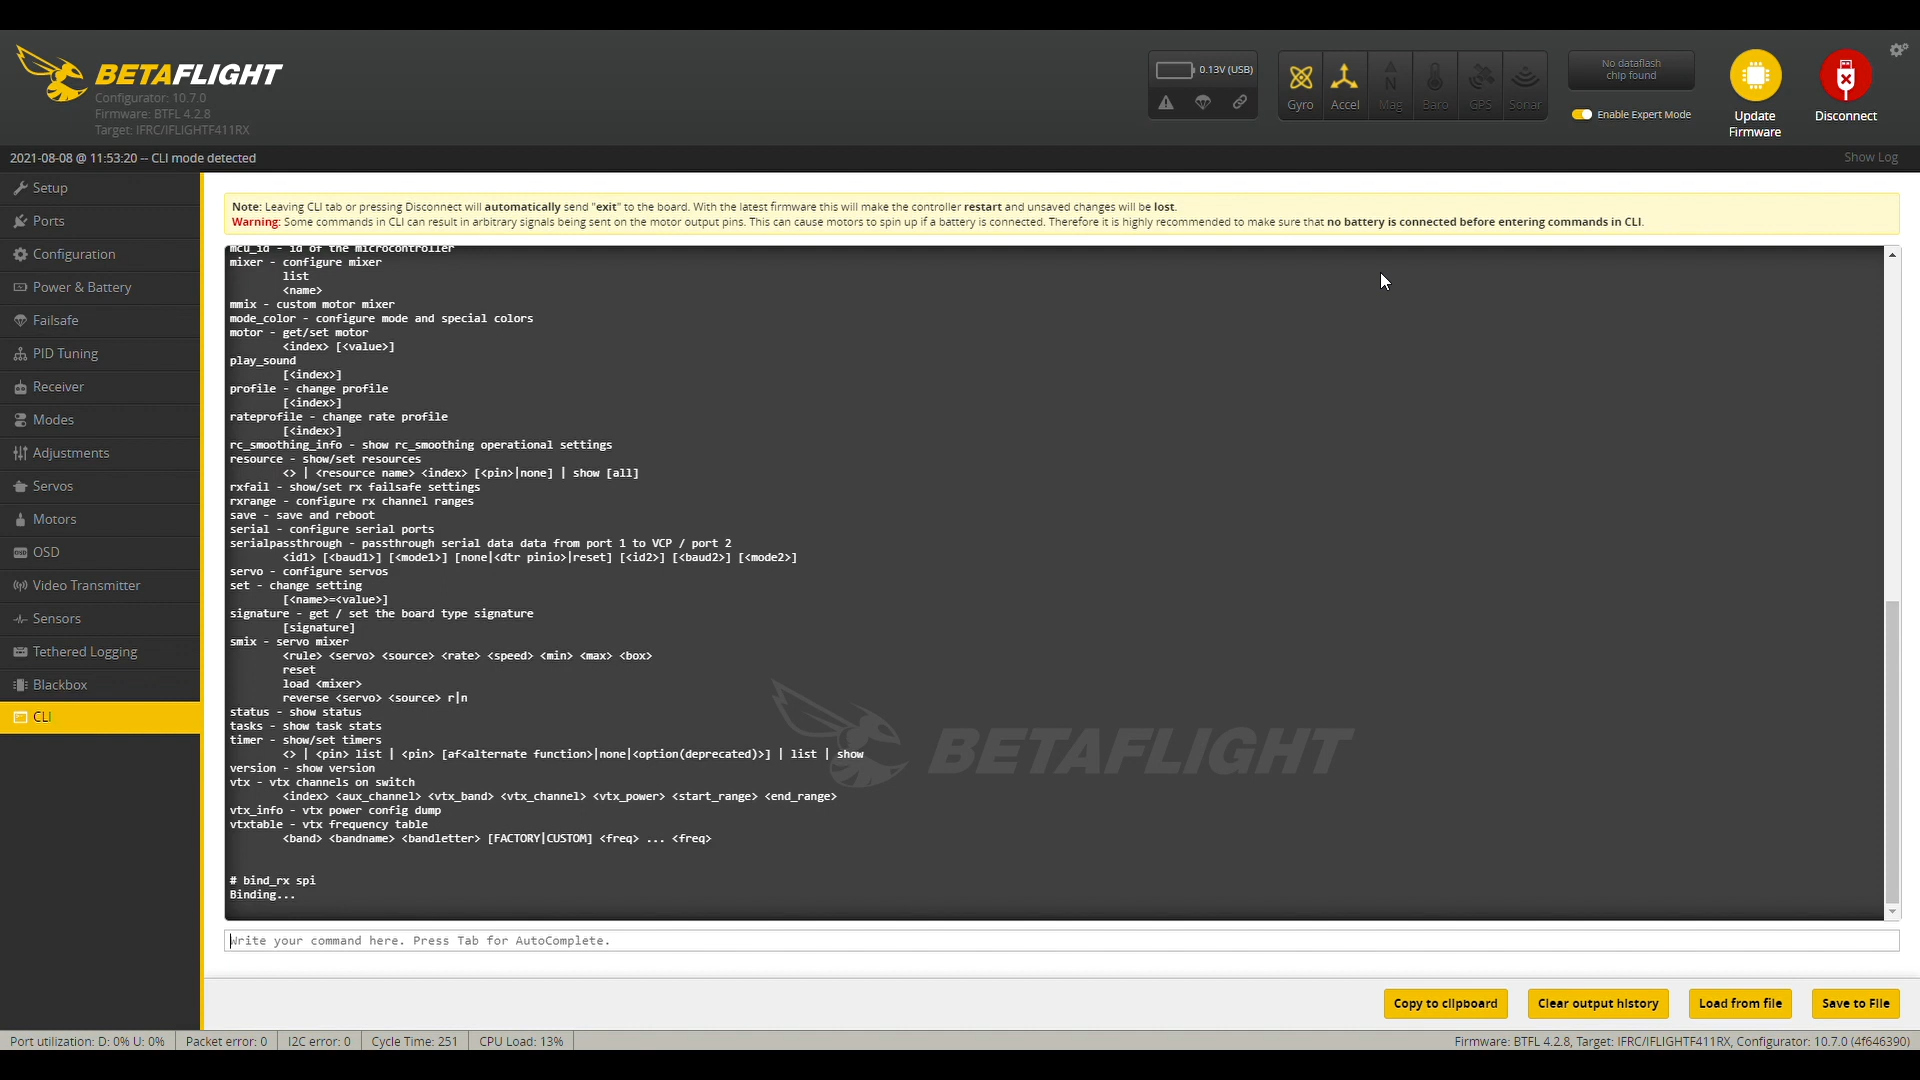 BETAFLIGHT
Configurator: 10.7.0
Firmware: BTFL 4.2.8
Target: IFRC/IFLIGHTF411RX
0.13V (USB)
Gyro
Accel
Mag
Baro
GPS
Sonar
No dataflash
chip found
Enable Expert Mode
Update
Firmware
Disconnect
2021-08-08 @ 11:53:20 -- CLI mode detected
Show Log
Setup
Ports
Configuration
Power & Battery
Failsafe
PID Tuning
Receiver
Modes
Adjustments
Servos
Motors
OSD
Video Transmitter
Sensors
Tethered Logging
Blackbox
CLI
Note: Leaving CLI tab or pressing Disconnect will automatically send "exit" to the board. With the latest firmware this will make the controller restart and unsaved changes will be lost.
Warning: Some commands in CLI can result in arbitrary signals being sent on the motor output pins. This can cause motors to spin up if a battery is connected. Therefore it is highly recommended to make sure that no battery is connected before entering commands in CLI.
mcu_id - id of the microcontroller
mixer - configure mixer
list
<name>
mmix - custom motor mixer
mode_color - configure mode and special colors
motor - get/set motor
<index> [<value>]
play_sound
[<index>]
profile - change profile
[<index>]
rateprofile - change rate profile
[<index>]
rc_smoothing_info - show rc_smoothing operational settings
resource - show/set resources
<> | <resource name> <index> [<pin>|none] | show [all]
rxfail - show/set rx failsafe settings
rxrange - configure rx channel ranges
save - save and reboot
serial - configure serial ports
serialpassthrough - passthrough serial data data from port 1 to VCP / port 2
<id1> [<baud1>] [<mode1>] [none|<dtr pinio>|reset] [<id2>] [<baud2>] [<mode2>]
servo - configure servos
set - change setting
[<name>=<value>]
signature - get / set the board type signature
[signature]
smix - servo mixer
<rule> <servo> <source> <rate> <speed> <min> <max> <box>
reset
load <mixer>
reverse <servo> <source> r|n
status - show status
tasks - show task stats
timer - show/set timers
<> | <pin> list | <pin> [af<alternate function>|none|<option(deprecated)>] | list | show
version - show version
vtx - vtx channels on switch
<index> <aux_channel> <vtx_band> <vtx_channel> <vtx_power> <start_range> <end_range>
vtx_info - vtx power config dump
vtxtable - vtx frequency table
<band> <bandname> <bandletter> [FACTORY|CUSTOM] <freq> ... <freq>
# bind_rx spi
Binding...
BETAFLIGHT
Write your command here. Press Tab for AutoComplete.
Copy to clipboard
Clear output history
Load from file
Save to File
Port utilization: D: 0% U: 0%
Packet error: 0
I2C error: 0
Cycle Time: 251
CPU Load: 13%
Firmware: BTFL 4.2.8, Target: IFRC/IFLIGHTF411RX, Configurator: 10.7.0 (4f646390)